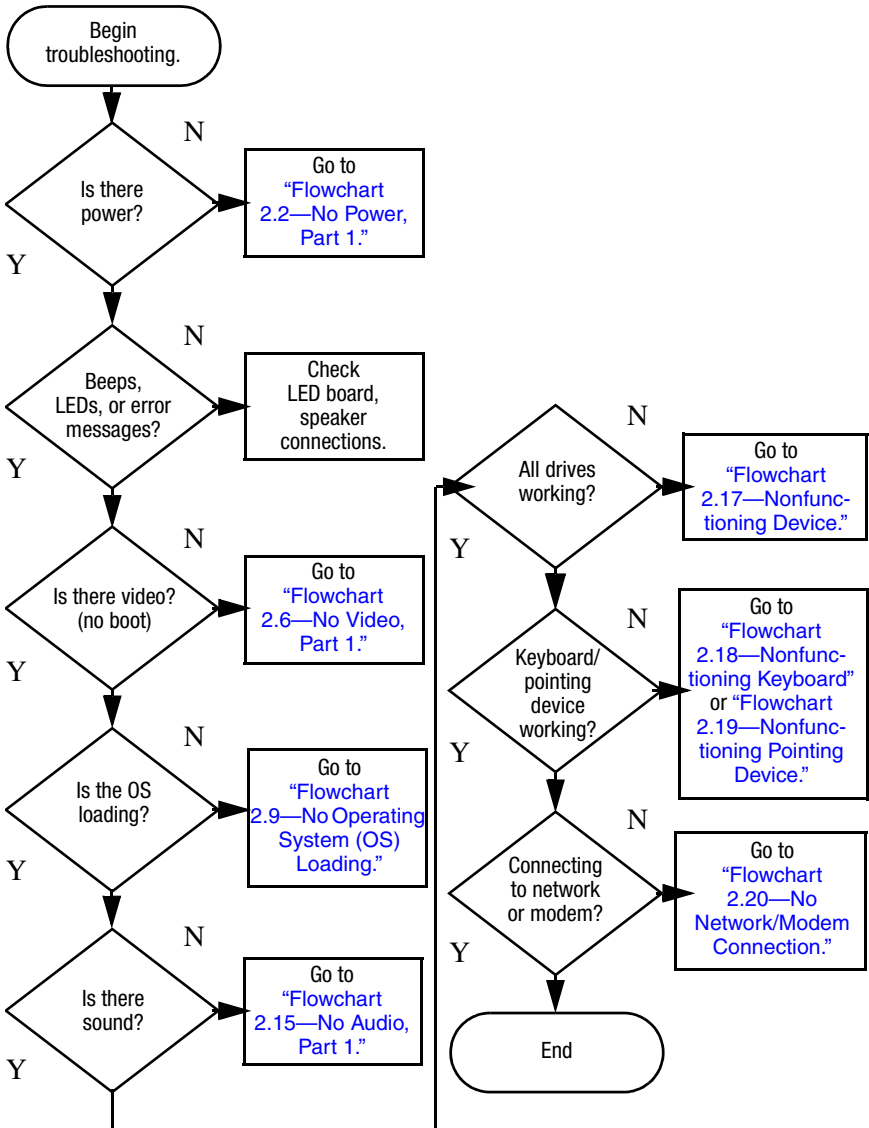 Begin
troubleshooting.
N
Is there
power?
Go to
“Flowchart
2.2—No Power,
Part 1.”
Y
N
Beeps,
LEDs, or error
messages?
Check
LED board,
speaker
connections.
Y
N
Is there video?
(no boot)
Go to
“Flowchart
2.6—No Video,
Part 1.”
Y
N
Is the OS
loading?
Go to
“Flowchart
2.9—No Operating
System (OS)
Loading.”
Y
N
Is there
sound?
Go to
“Flowchart
2.15—No Audio,
Part 1.”
Y
N
All drives
working?
Go to
“Flowchart
2.17—Nonfunc-
tioning Device.”
Y
N
Keyboard/
pointing
device
working?
Go to
“Flowchart
2.18—Nonfunc-
tioning Keyboard”
or “Flowchart
2.19—Nonfunc-
tioning Pointing
Device.”
Y
N
Connecting
to network
or modem?
Go to
“Flowchart
2.20—No
Network/Modem
Connection.”
Y
End